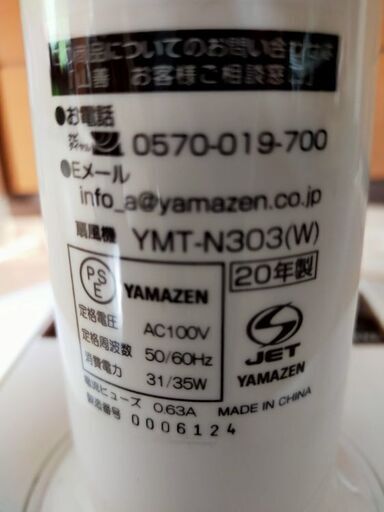 商品についてのお問い合わせは
1番 お客様ご相談窓口
●お電話
ナビダイヤル 0570-019-700
●Eメール
info_a@yamazen.co.jp
扇風機 YMT-N303(W)
PSE YAMAZEN 20年製
定格電圧 AC100V
定格周波数 50/60Hz
消費電力 31/35W
JET
YAMAZEN
電流ヒューズ 0.63A MADE IN CHINA
製造番号 0006124